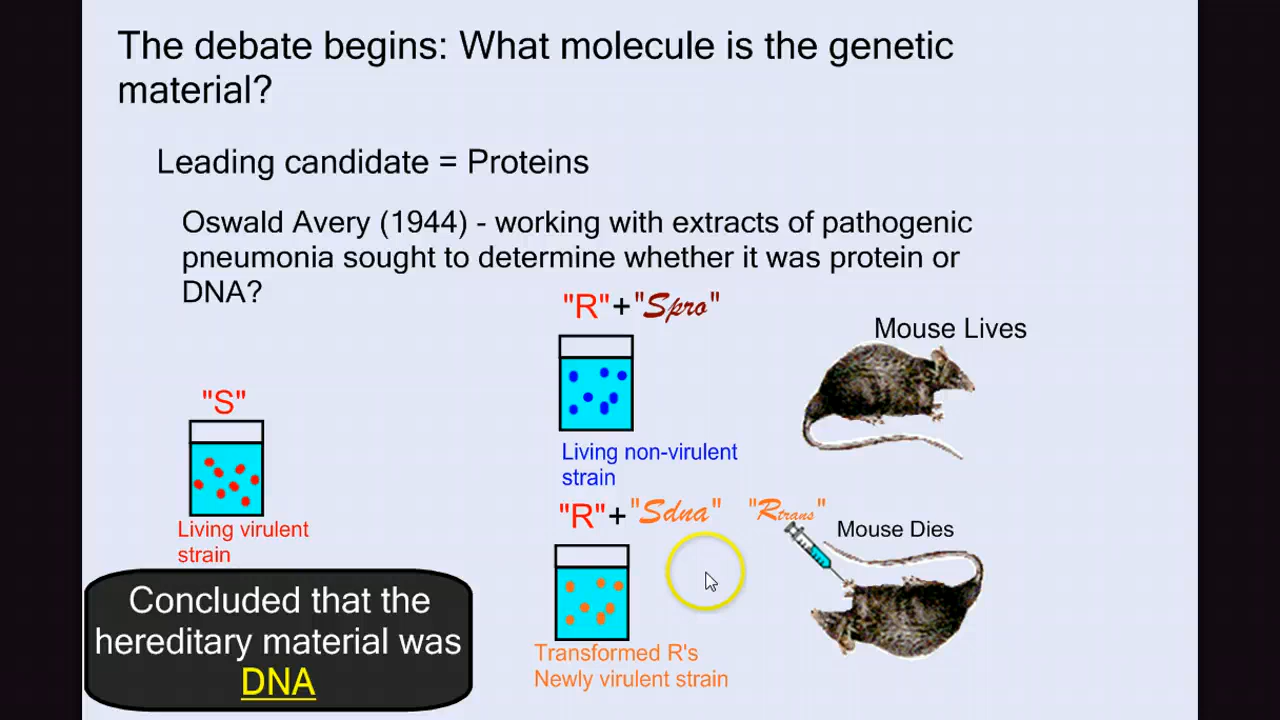 The debate begins: What molecule is the genetic
material?
Leading candidate = Proteins
Oswald Avery (1944) - working with extracts of pathogenic
pneumonia sought to determine whether it was protein or
DNA?
"R"+"Spro"
Mouse Lives
"S"
Living non-virulent
strain
"R"+"Sdna" "Rtrans"
Mouse Dies
Living virulent
strain
Concluded that the
hereditary material was
DNA
Transformed R's
Newly virulent strain